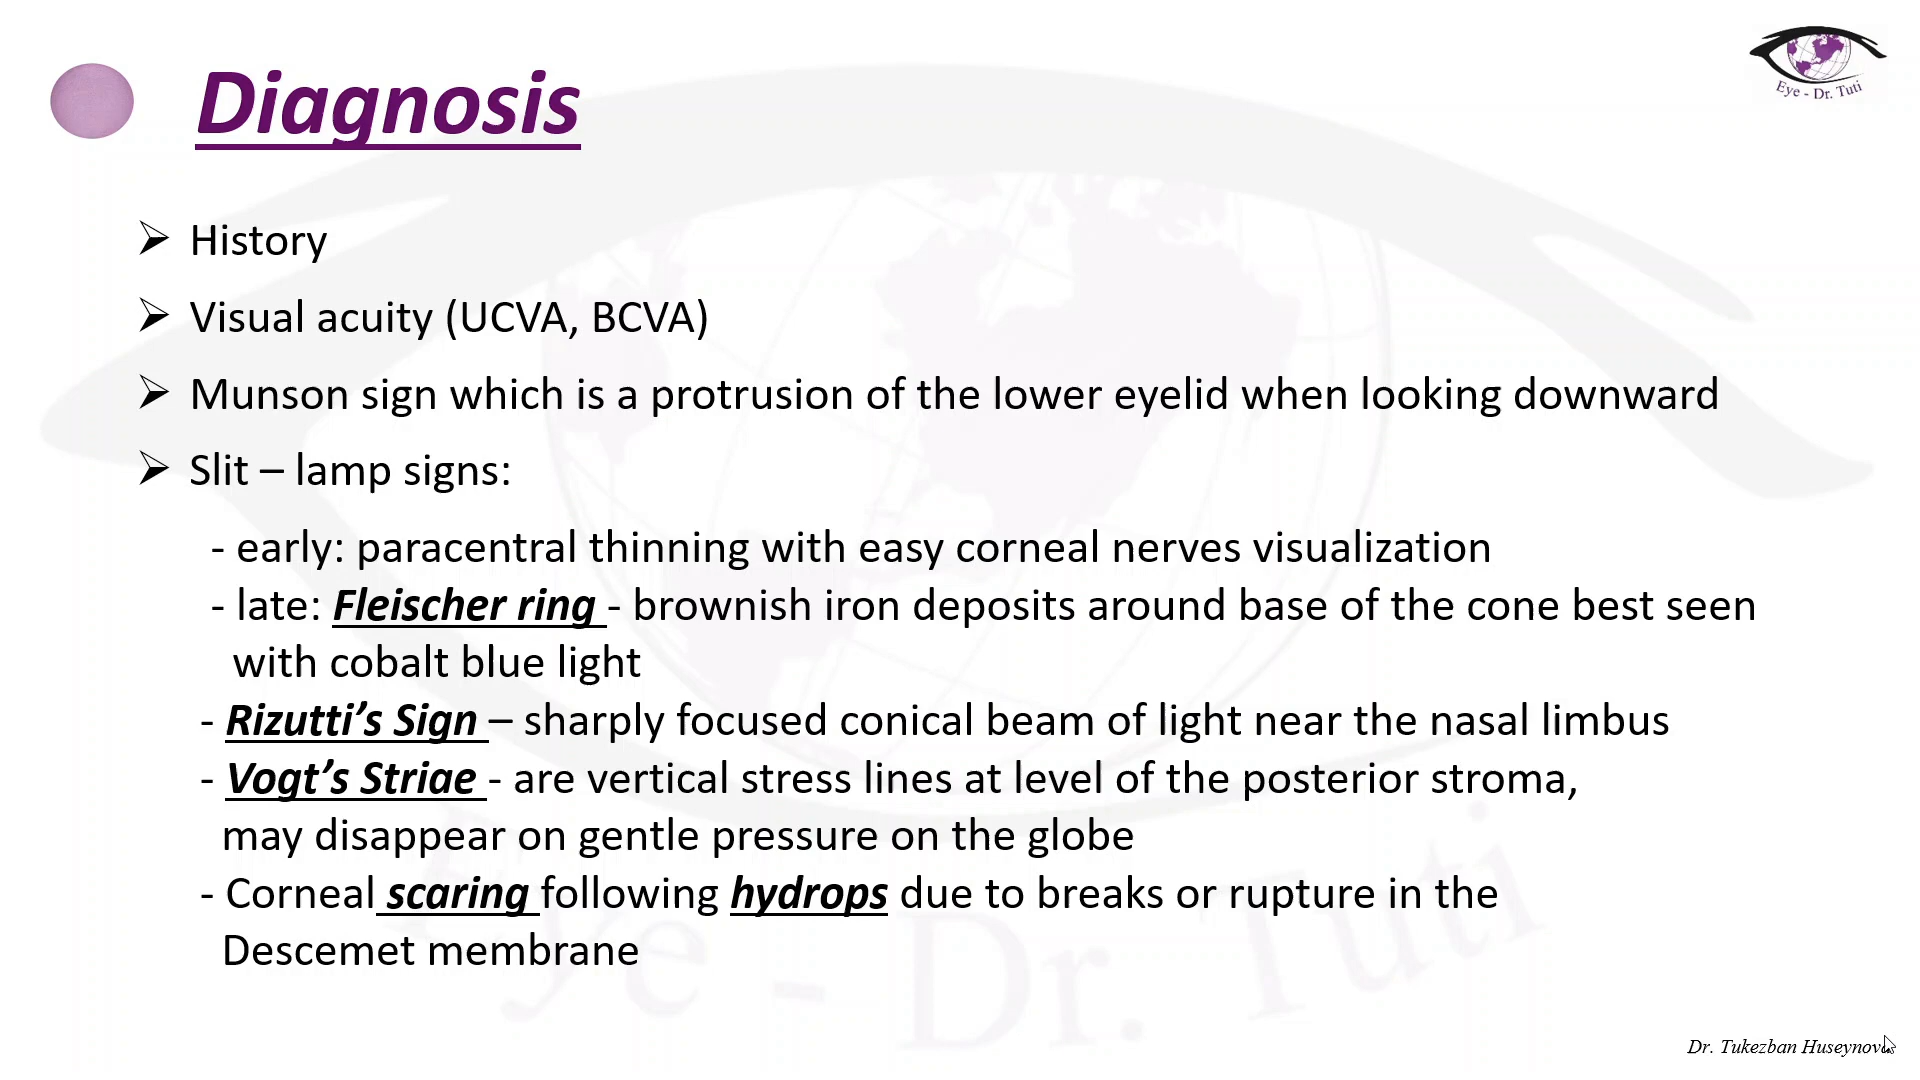 Eye - Dr. Tuti
Diagnosis
➢ History
➢ Visual acuity (UCVA, BCVA)
➢ Munson sign which is a protrusion of the lower eyelid when looking downward
➢ Slit – lamp signs:
- early: paracentral thinning with easy corneal nerves visualization
- late: Fleischer ring - brownish iron deposits around base of the cone best seen
with cobalt blue light
- Rizutti’s Sign – sharply focused conical beam of light near the nasal limbus
- Vogt’s Striae - are vertical stress lines at level of the posterior stroma,
may disappear on gentle pressure on the globe
- Corneal scaring following hydrops due to breaks or rupture in the
Descemet membrane
Eye - Dr. Tuti
Dr. Tukezban Huseynova